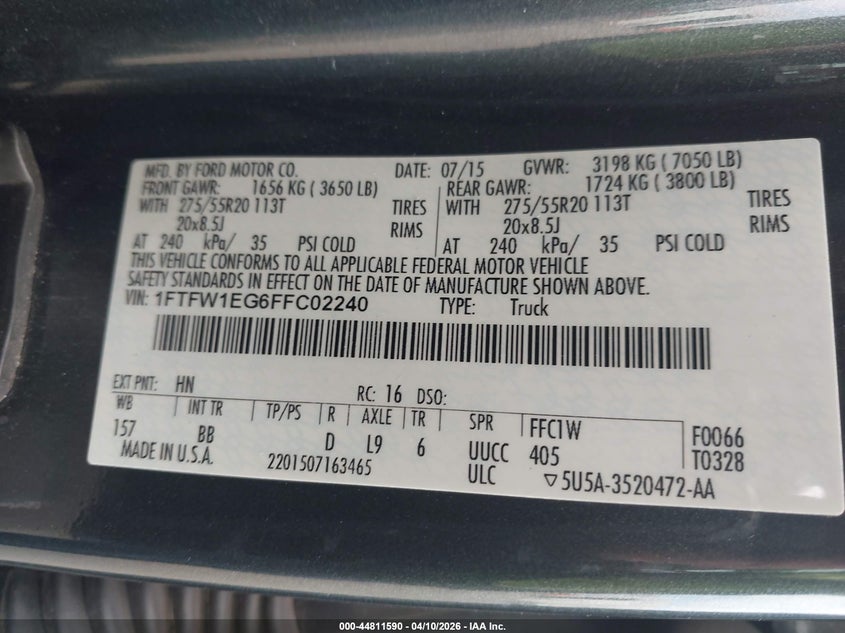 MFD. BY FORD MOTOR CO. DATE: 07/15 GVWR: 3198 KG ( 7050 LB)
FRONT GAWR: 1656 KG ( 3650 LB) REAR GAWR: 1724 KG ( 3800 LB)
WITH 275/55R20 113T TIRES WITH 275/55R20 113T TIRES
20x8.5J RIMS 20x8.5J RIMS
AT 240 kPa/ 35 PSI COLD AT 240 kPa/ 35 PSI COLD
THIS VEHICLE CONFORMS TO ALL APPLICABLE FEDERAL MOTOR VEHICLE
SAFETY STANDARDS IN EFFECT ON THE DATE OF MANUFACTURE SHOWN ABOVE.
VIN: 1FTFW1EG6FFC02240 TYPE: Truck
EXT PNT: HN RC: 16 DSO:
WB INT TR TP/PS R AXLE TR SPR FFC1W F0066
157 BB D L9 6 UUCC 405 T0328
MADE IN U.S.A. 2201507163465 ULC ▽5U5A-3520472-AA
000-44811590 - 04/10/2026 - IAA Inc.